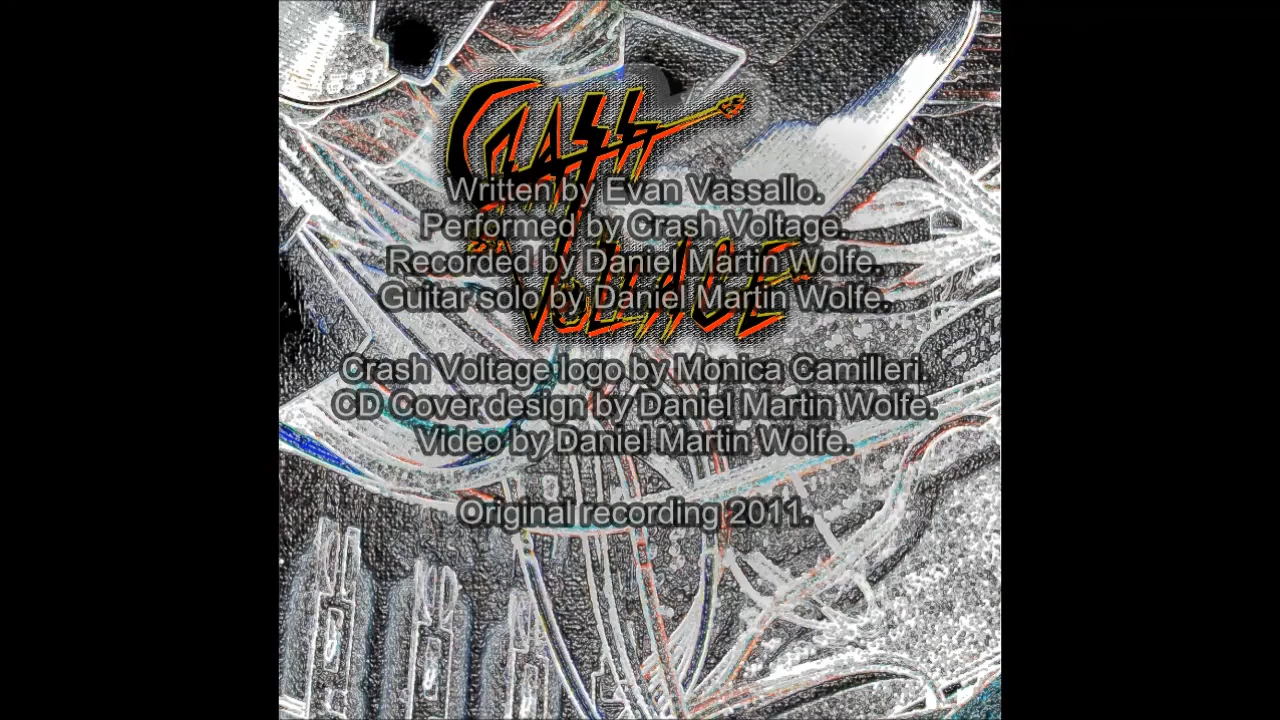 CRASH
VOLTAGE
Written by Evan Vassallo.
Performed by Crash Voltage.
Recorded by Daniel Martin Wolfe.
Guitar solo by Daniel Martin Wolfe.
Crash Voltage logo by Monica Camilleri.
CD Cover design by Daniel Martin Wolfe.
Video by Daniel Martin Wolfe.
Original recording 2011.